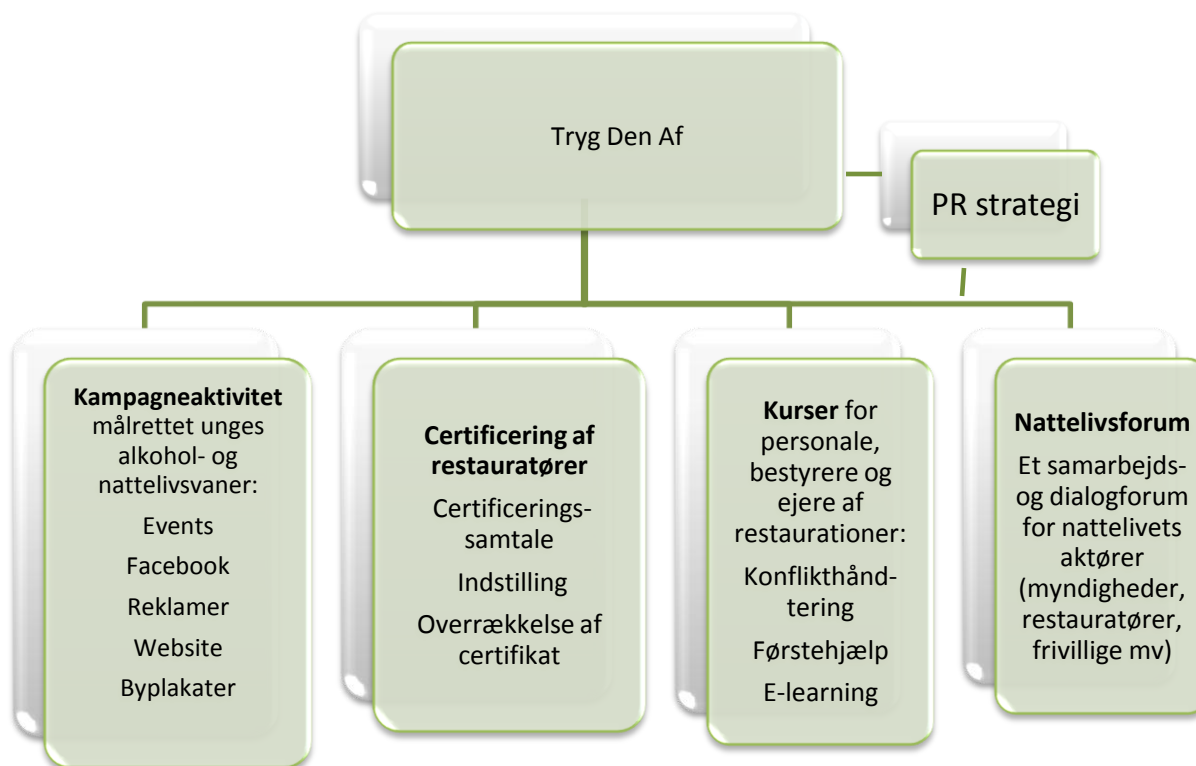 Tryg Den Af
PR strategi
Kampagneaktivitet
målrettet unges
alkohol- og
nattelivsvaner:
Events
Facebook
Reklamer
Website
Byplakater
Certificering af
restauratører
Certificerings-
samtale
Indstilling
Overrækkelse af
certifikat
Kurser for
personale,
bestyrere og
ejere af
restaurationer:
Konflikthånd-
tering
Førstehjælp
E-learning
Nattelivsforum
Et samarbejds-
og dialogforum
for nattelivets
aktører
(myndigheder,
restauratører,
frivillige mv)